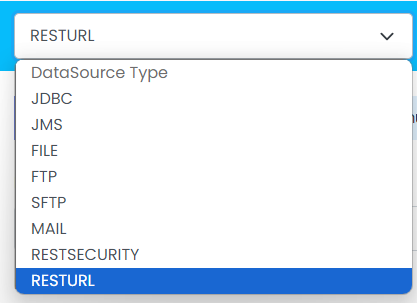 RESTURL
DataSource Type
JDBC
JMS
FILE
FTP
SFTP
MAIL
RESTSECURITY
RESTURL